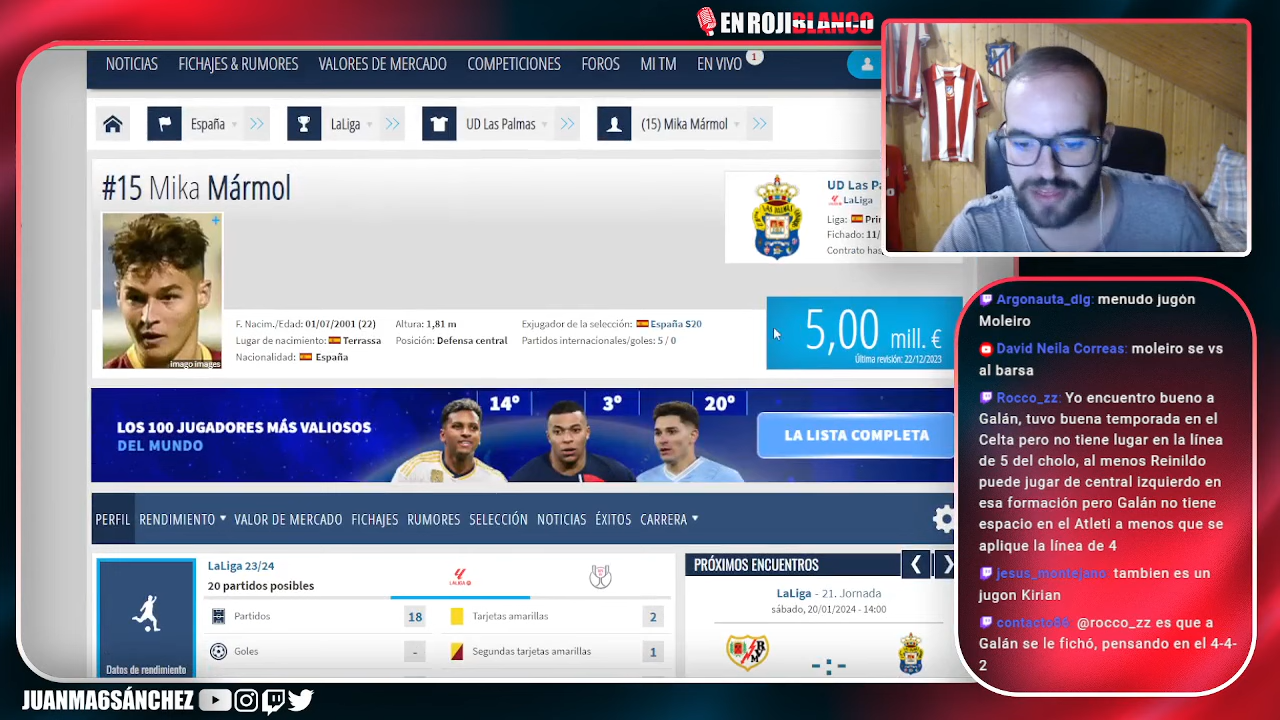 EN ROJIBLANCO
NOTICIAS FICHAJES & RUMORES VALORES DE MERCADO COMPETICIONES FOROS MI TM EN VIVO 1
España LaLiga UD Las Palmas (15) Mika Mármol
#15 Mika Mármol
UD Las Pa
LaLiga
Liga: Prin
Fichado: 11/
Contrato has
imago images
F. Nacim./Edad: 01/07/2001 (22)
Lugar de nacimiento: Terrassa
Nacionalidad: España
Altura: 1,81 m
Posición: Defensa central
Exjugador de la selección: España S20
Partidos internacionales/goles: 5 / 0
5,00 mill. €
Última revisión: 22/12/2023
LOS 100 JUGADORES MÁS VALIOSOS
DEL MUNDO
14° 3° 20°
LA LISTA COMPLETA
PERFIL RENDIMIENTO VALOR DE MERCADO FICHAJES RUMORES SELECCIÓN NOTICIAS ÉXITOS CARRERA
Datos de rendimiento
LaLiga 23/24
20 partidos posibles
LALIGA
Partidos 18
Tarjetas amarillas 2
Goles -
Segundas tarjetas amarillas 1
PRÓXIMOS ENCUENTROS
LaLiga - 21. Jornada
sábado, 20/01/2024 - 14:00
-:-
Argonauta_dlg: menudo jugón
Moleiro
David Neila Correas: moleiro se vs
al barsa
Rocco_zz: Yo encuentro bueno a
Galán, tuvo buena temporada en el
Celta pero no tiene lugar en la línea
de 5 del cholo, al menos Reinildo
puede jugar de central izquierdo en
esa formación pero Galán no tiene
espacio en el Atleti a menos que se
aplique la línea de 4
jesus_montejano: tambien es un
jugon Kirian
@rocco_zz es que a
Galán se le fichó, pensando en el 4-4-
2
JUANMA6SÁNCHEZ